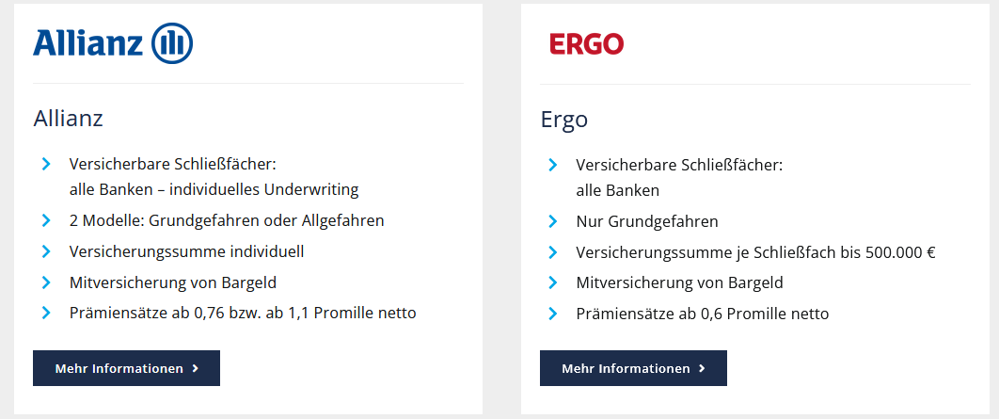 Allianz
Allianz
Versicherbare Schließfächer:
alle Banken – individuelles Underwriting
2 Modelle: Grundgefahren oder Allgefahren
Versicherungssumme individuell
Mitversicherung von Bargeld
Prämiensätze ab 0,76 bzw. ab 1,1 Promille netto
Mehr Informationen
ERGO
Ergo
Versicherbare Schließfächer:
alle Banken
Nur Grundgefahren
Versicherungssumme je Schließfach bis 500.000 €
Mitversicherung von Bargeld
Prämiensätze ab 0,6 Promille netto
Mehr Informationen